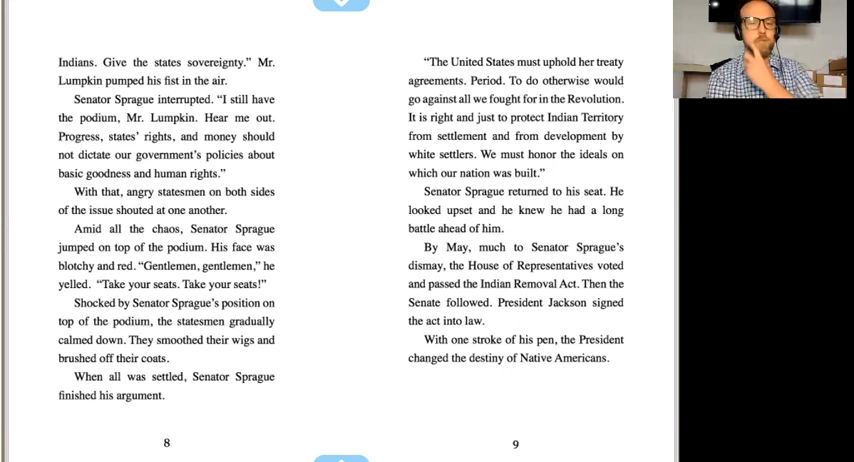 Indians. Give the states sovereignty.” Mr.
Lumpkin pumped his fist in the air.
Senator Sprague interrupted. “I still have
the podium, Mr. Lumpkin. Hear me out.
Progress, states’ rights, and money should
not dictate our government’s policies about
basic goodness and human rights.”
With that, angry statesmen on both sides
of the issue shouted at one another.
Amid all the chaos, Senator Sprague
jumped on top of the podium. His face was
blotchy and red. “Gentlemen, gentlemen,” he
yelled. “Take your seats. Take your seats!”
Shocked by Senator Sprague’s position on
top of the podium, the statesmen gradually
calmed down. They smoothed their wigs and
brushed off their coats.
When all was settled, Senator Sprague
finished his argument.
8
“The United States must uphold her treaty
agreements. Period. To do otherwise would
go against all we fought for in the Revolution.
It is right and just to protect Indian Territory
from settlement and from development by
white settlers. We must honor the ideals on
which our nation was built.”
Senator Sprague returned to his seat. He
looked upset and he knew he had a long
battle ahead of him.
By May, much to Senator Sprague’s
dismay, the House of Representatives voted
and passed the Indian Removal Act. Then the
Senate followed. President Jackson signed
the act into law.
With one stroke of his pen, the President
changed the destiny of Native Americans.
9